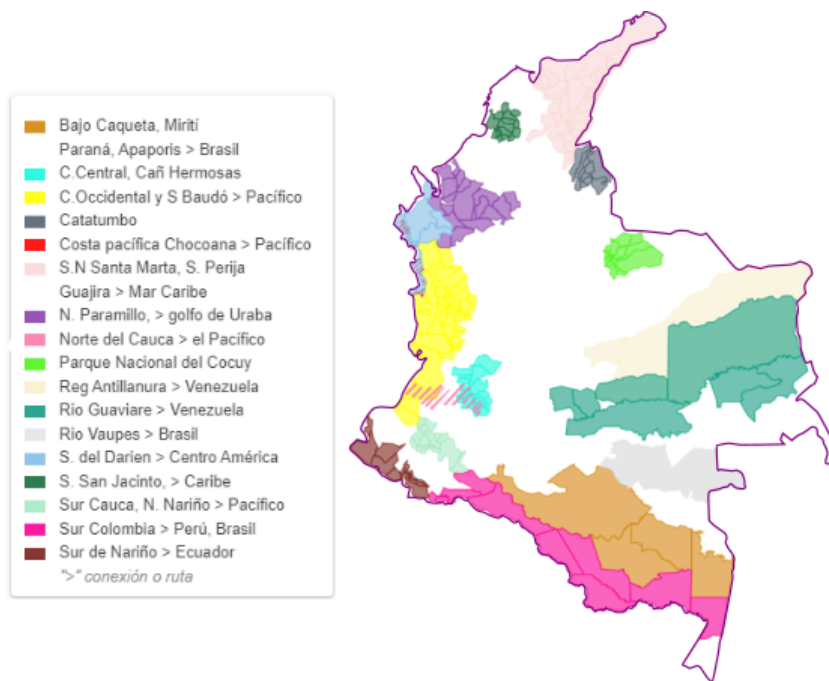 Bajo Caqueta, Mirití
Paraná, Apaporis > Brasil
C.Central, Cañ Hermosas
C.Occidental y S Baudó > Pacífico
Catatumbo
Costa pacífica Chocoana > Pacífico
S.N Santa Marta, S. Perija
Guajira > Mar Caribe
N. Paramillo, > golfo de Uraba
Norte del Cauca > el Pacífico
Parque Nacional del Cocuy
Reg Antillanura > Venezuela
Rio Guaviare > Venezuela
Rio Vaupes > Brasil
S. del Darien > Centro América
S. San Jacinto, > Caribe
Sur Cauca, N. Nariño > Pacífico
Sur Colombia > Perú, Brasil
Sur de Nariño > Ecuador
">" conexión o ruta